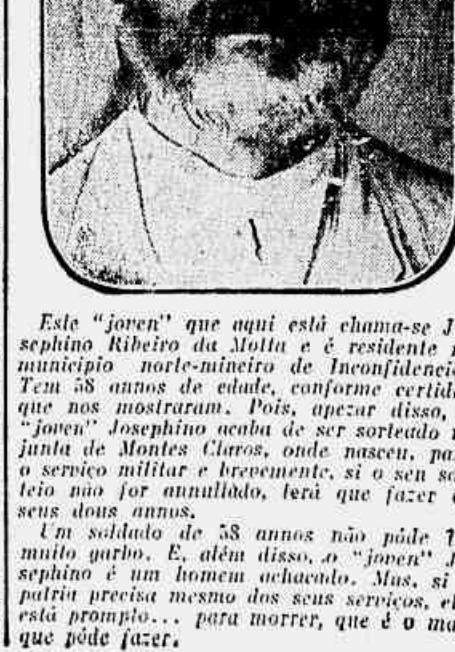 Este "joven" que aqui está chama-se J
sephino Ribeiro da Motta e é residente
municipio norte-mineiro de Inconfidenci
Tem 58 annos de edade, conforme certid
que nos mostraram. Pois, apezar disso,
"joven" Josephino acaba de ser sorteado
junta de Montes Claros, onde nasceu, pa
o serviço militar e brevemente, si o seu so
teio não for annullado, terá que fazer
seus dous annos.
Um soldado de 58 annos não póde
muito garbo. E, além disso, o "joven" J
sephino é um homem achacado. Mas, si
patria precisa mesmo dos seus serviços, el
está prompto... para morrer, que é o ma
que póde fazer.